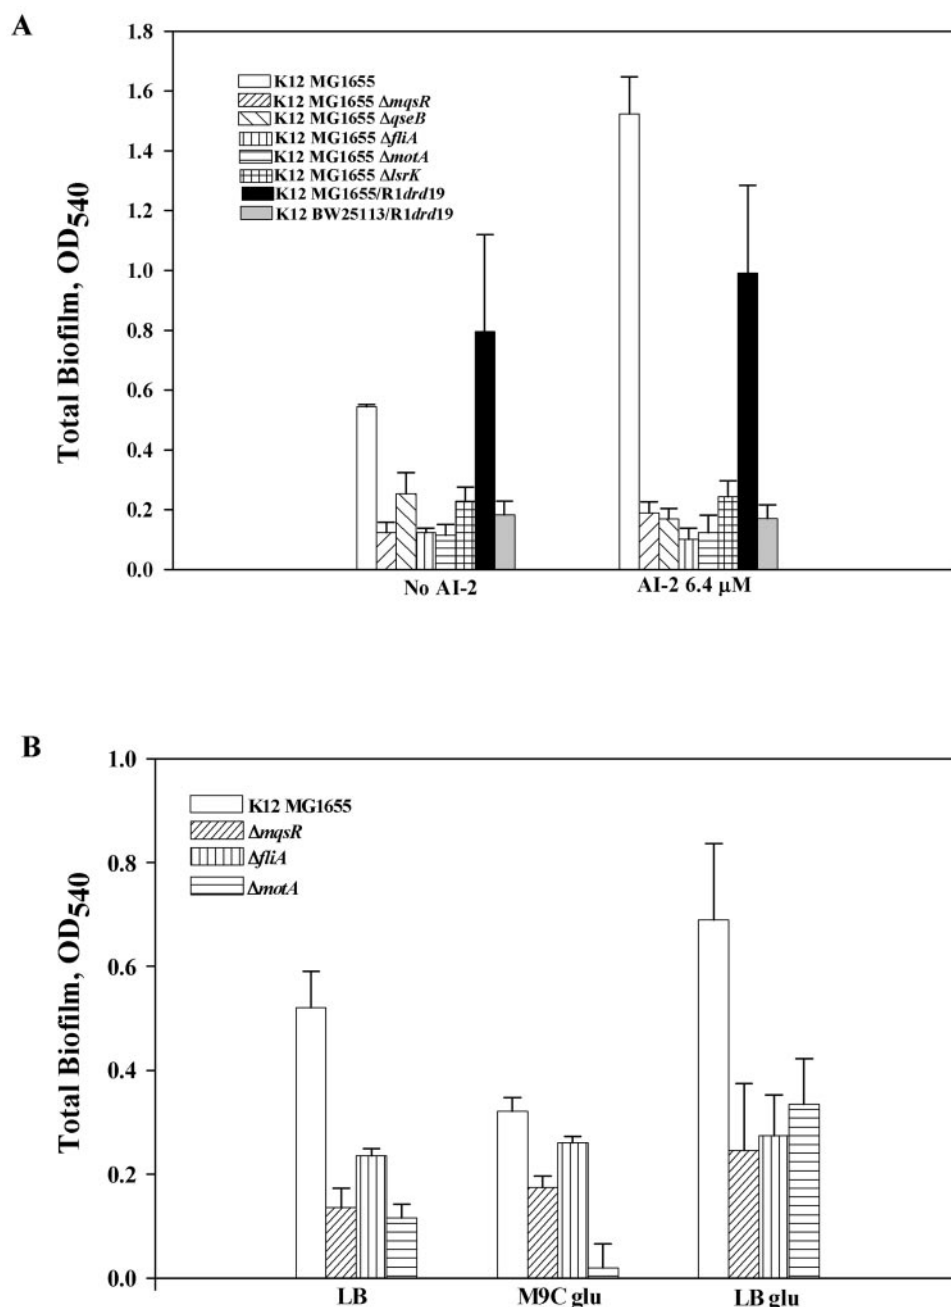 A
Total Biofilm, OD540
1.8
1.6
1.4
1.2
1.0
0.8
0.6
0.4
0.2
0.0
K12 MG1655
K12 MG1655 ΔmqsR
K12 MG1655 ΔqseB
K12 MG1655 ΔfliA
K12 MG1655 ΔmotA
K12 MG1655 ΔlsrK
K12 MG1655/R1drd19
K12 BW25113/R1drd19
No AI-2
AI-2 6.4 μM
B
Total Biofilm, OD540
1.0
0.8
0.6
0.4
0.2
0.0
K12 MG1655
ΔmqsR
ΔfliA
ΔmotA
LB
M9C glu
LB glu